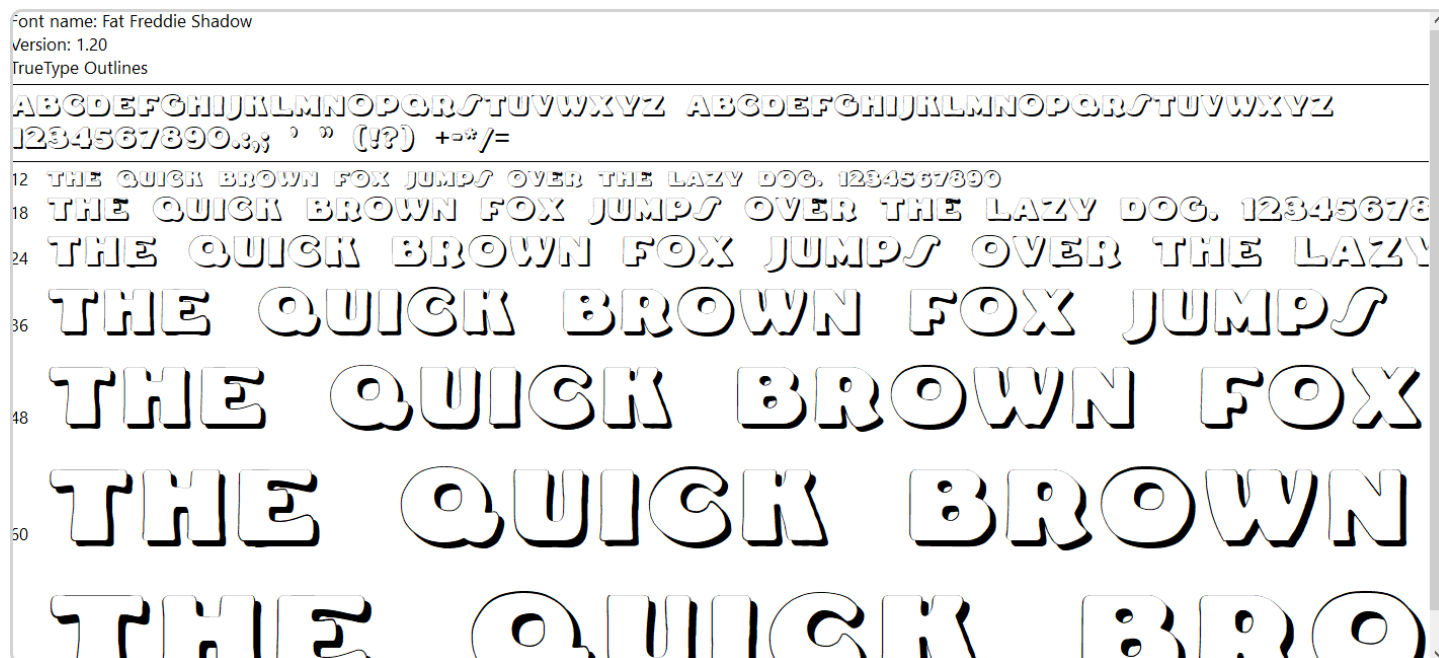 Font name: Fat Freddie Shadow
Version: 1.20
TrueType Outlines
ABCDEFGHIJKLMNOPQRSTUVWXYZ ABCDEFGHIJKLMNOPQRSTUVWXYZ
1234567890.:,; ' " (!?) +-*/=
12 THE QUICK BROWN FOX JUMPS OVER THE LAZY DOG. 1234567890
18 THE QUICK BROWN FOX JUMPS OVER THE LAZY DOG. 12345678
24 THE QUICK BROWN FOX JUMPS OVER THE LAZY
36 THE QUICK BROWN FOX JUMPS
48 THE QUICK BROWN FOX
60 THE QUICK BROWN
THE QUICK BRO